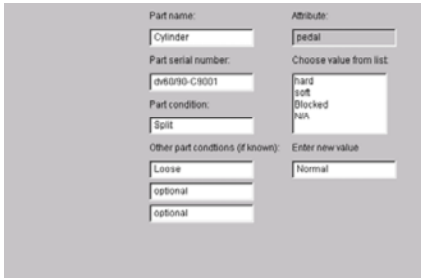 Part name:
Cylinder
Part serial number:
dv60/90-C9001
Part condition:
Split
Other part condtions (if known):
Loose
optional
optional
Attribute:
pedal
Choose value from list:
hard
soft
Blocked
N/A
Enter new value
Normal